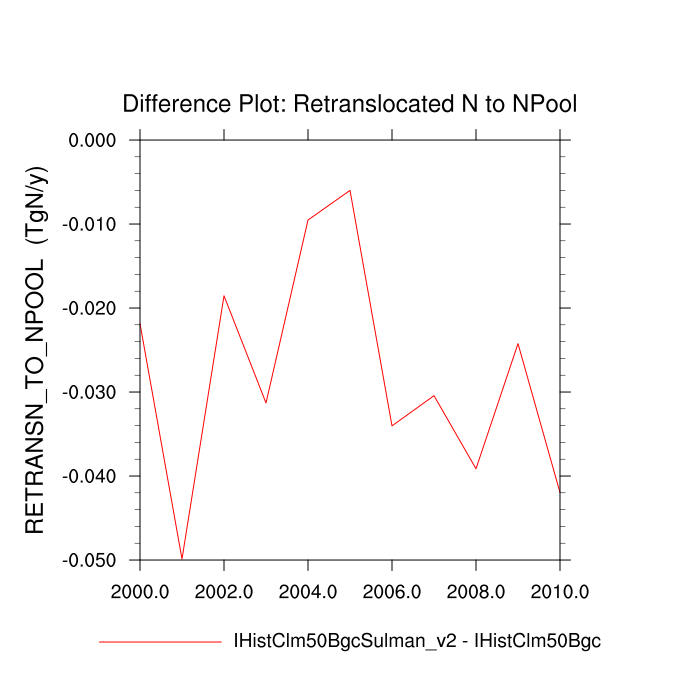 Difference Plot: Retranslocated N to NPool
RETRANSN_TO_NPOOL (TgN/y)
0.000
-0.010
-0.020
-0.030
-0.040
-0.050
2000.0 2002.0 2004.0 2006.0 2008.0 2010.0
IHistClm50BgcSulman_v2 - IHistClm50Bgc